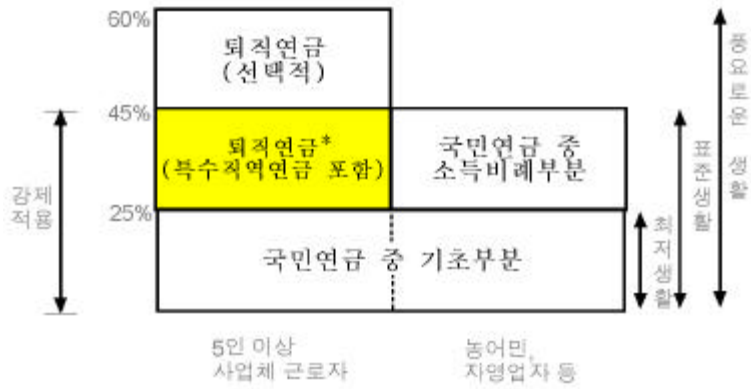 60%
퇴직연금
(선택적)
45%
퇴직연금*
(특수직역연금 포함)
국민연금 중
소득비례부분
강제
적용
25%
국민연금 중 기초부분
최저생활
표준생활
풍요로운 생활
5인 이상
사업체 근로자
농어민,
자영업자 등